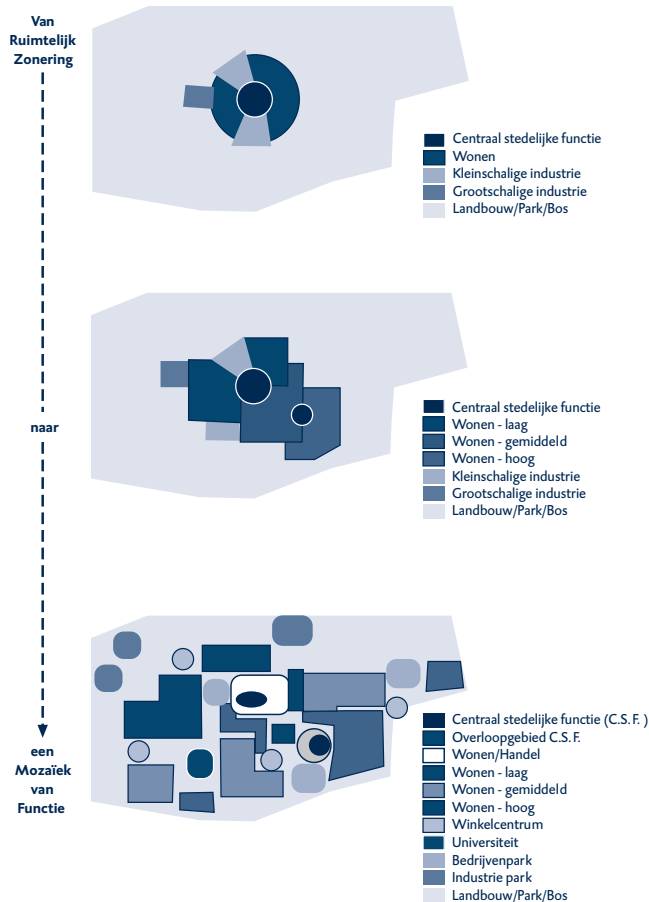 Van
Ruimtelijk
Zonering
Centraal stedelijke functie
Wonen
Kleinschalige industrie
Grootschalige industrie
Landbouw/Park/Bos
naar
Centraal stedelijke functie
Wonen - laag
Wonen - gemiddeld
Wonen - hoog
Kleinschalige industrie
Grootschalige industrie
Landbouw/Park/Bos
een
Mozaïek
van
Functie
Centraal stedelijke functie (C.S.F. )
Overloopgebied C.S.F.
Wonen/Handel
Wonen - laag
Wonen - gemiddeld
Wonen - hoog
Winkelcentrum
Universiteit
Bedrijvenpark
Industrie park
Landbouw/Park/Bos